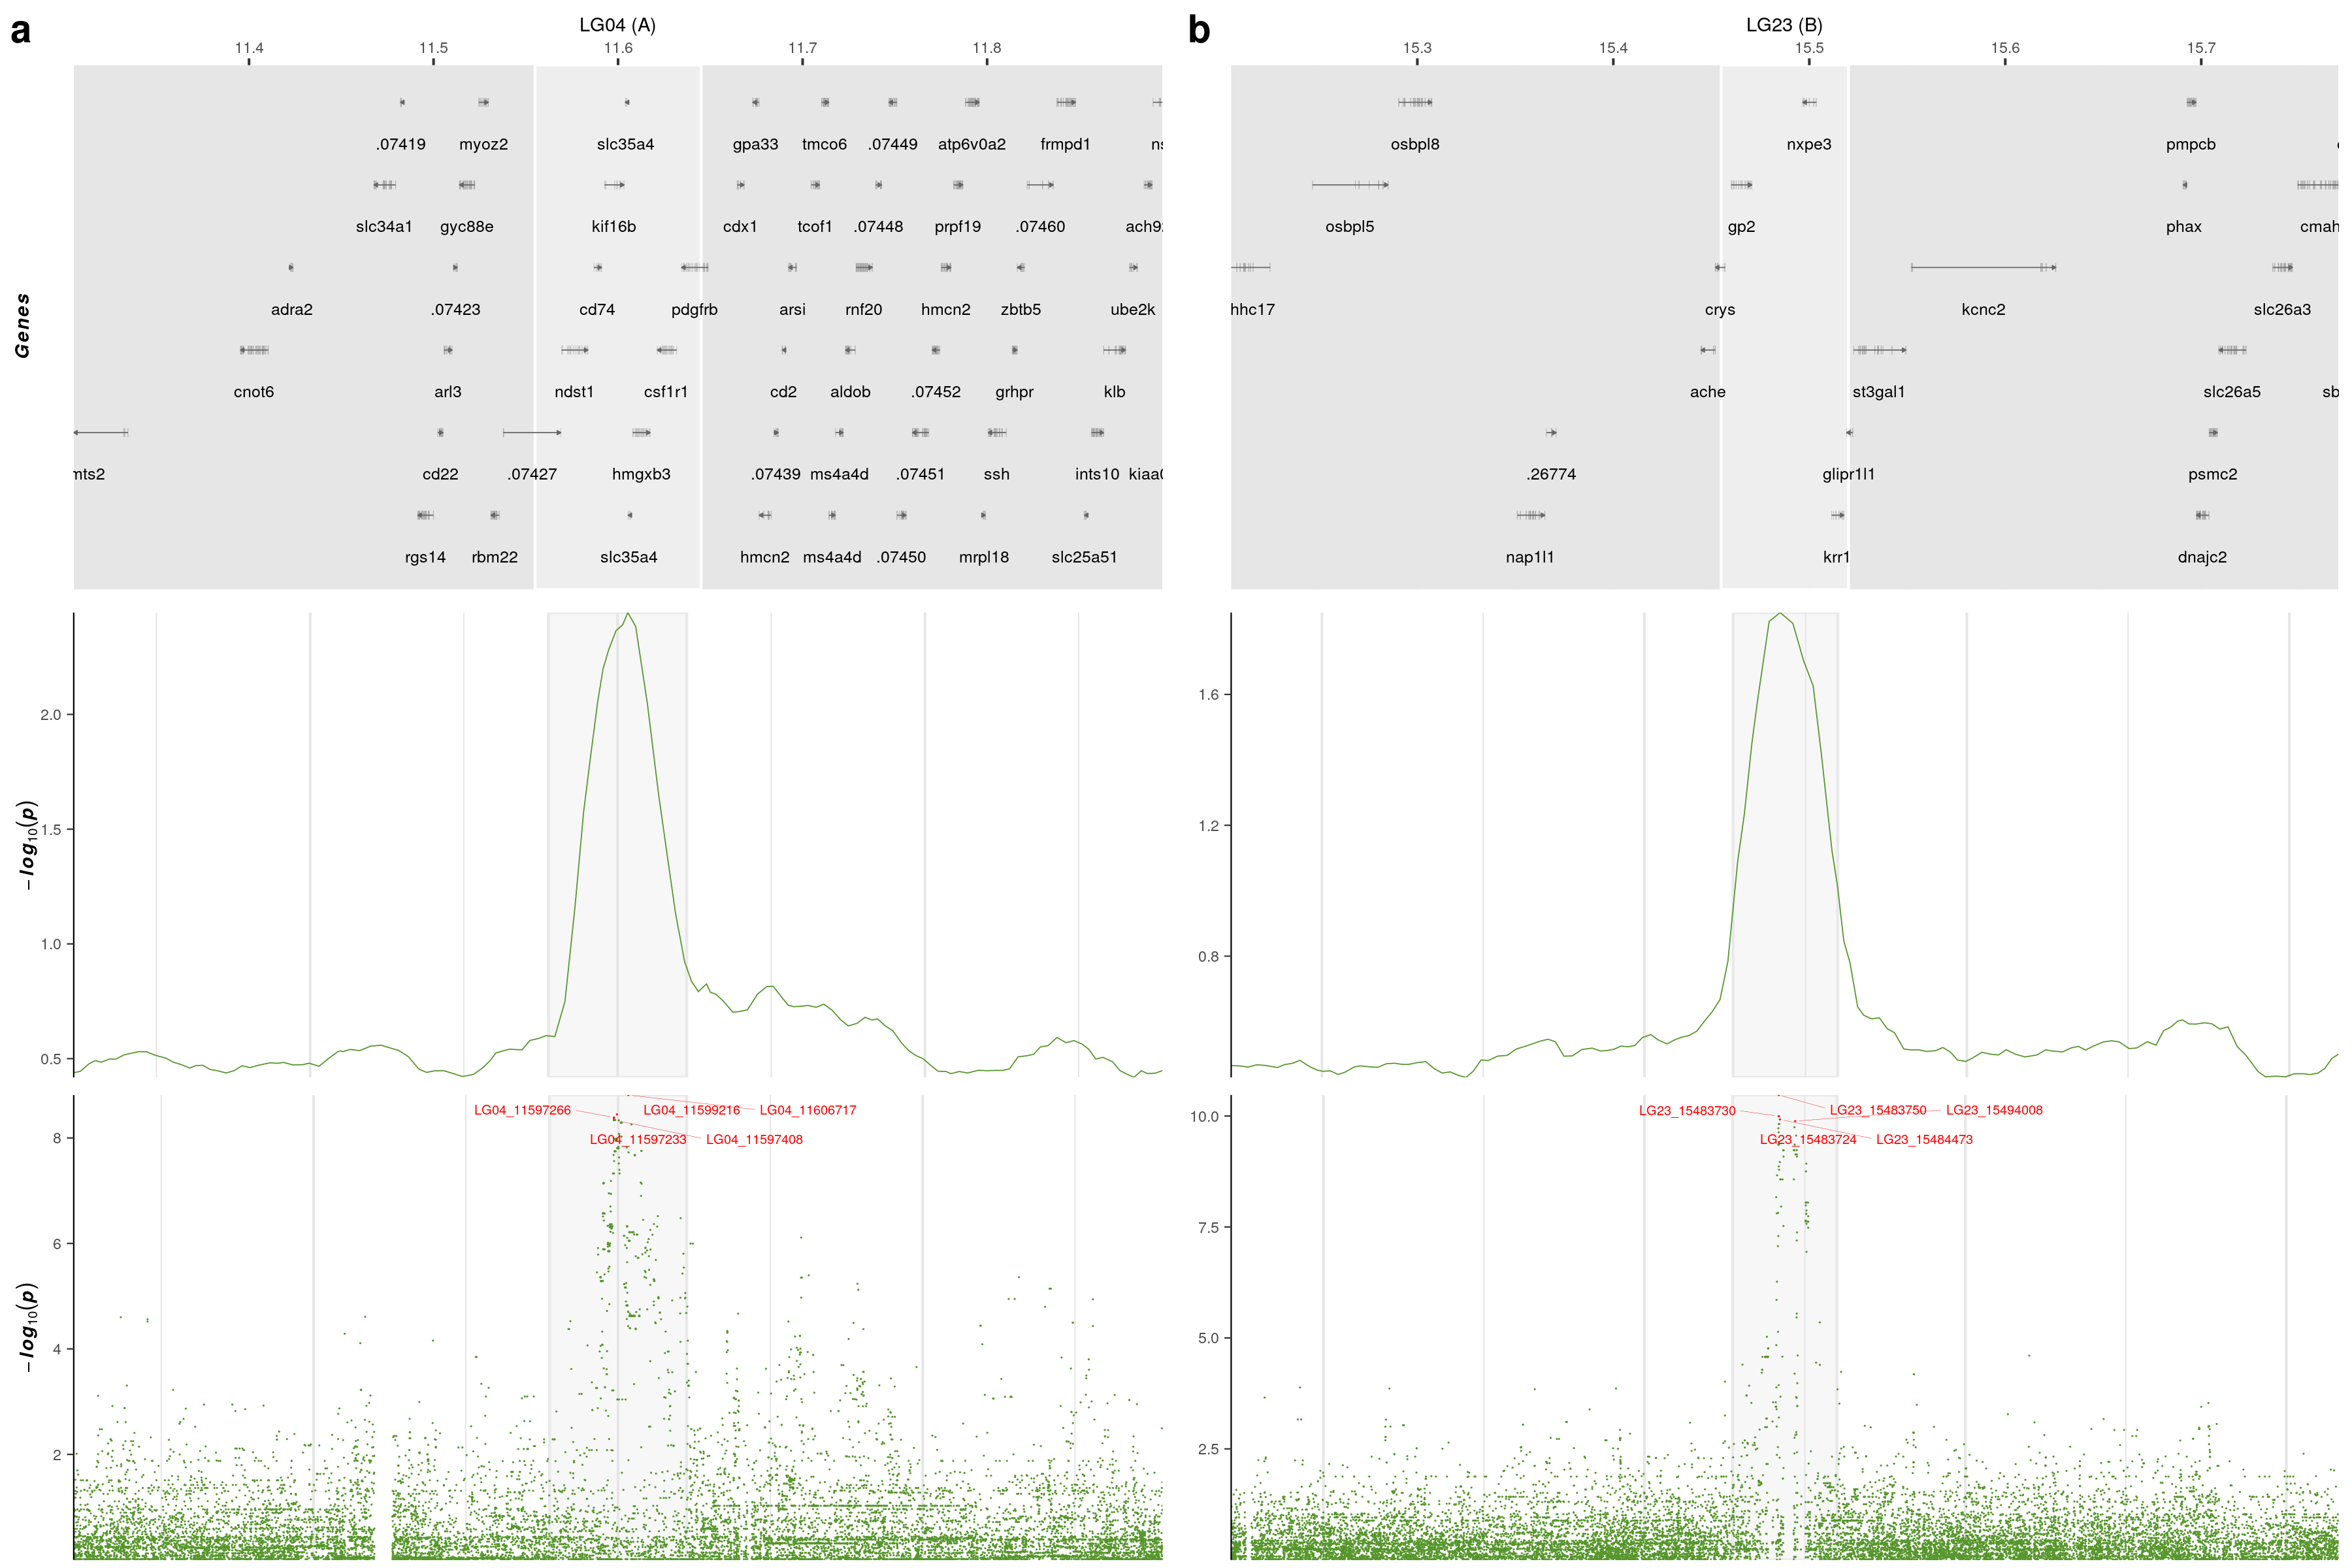 a LG04 (A)
11.4 11.5 11.6 11.7 11.8
.07419 myoz2 slc35a4 gpa33 tmco6 .07449 atp6v0a2 frmpd1
slc34a1 gyc88e kif16b cdx1 tcof1 .07448 prpf19 .07460
adra2 .07423 cd74 pdgfrb arsi rnf20 hmcn2 zbtb5 ube2k
cnot6 arl3 ndst1 csf1r1 cd2 aldob .07452 grhpr klb
cd22 .07427 hmgxb3 .07439 ms4a4d .07451 ssh ints10
rgs14 rbm22 slc35a4 hmcn2 ms4a4d .07450 mrpl18 slc25a51
Genes
2.0
1.5
1.0
0.5
−log10(p)
LG04_11597266 LG04_11599216 LG04_11606717
LG04_11597233 LG04_11597408
8
6
4
2
−log10(p)
b LG23 (B)
15.3 15.4 15.5 15.6 15.7
osbpl8 nxpe3 pmpcb
osbpl5 gp2 phax cmah
hhc17 crys kcnc2 slc26a3
ache st3gal1 slc26a5 sb
.26774 glipr1l1 psmc2
nap1l1 krr1 dnajc2
1.6
1.2
0.8
LG23_15483730 LG23_15483750 LG23_15494008
LG23_15483724 LG23_15484473
10.0
7.5
5.0
2.5